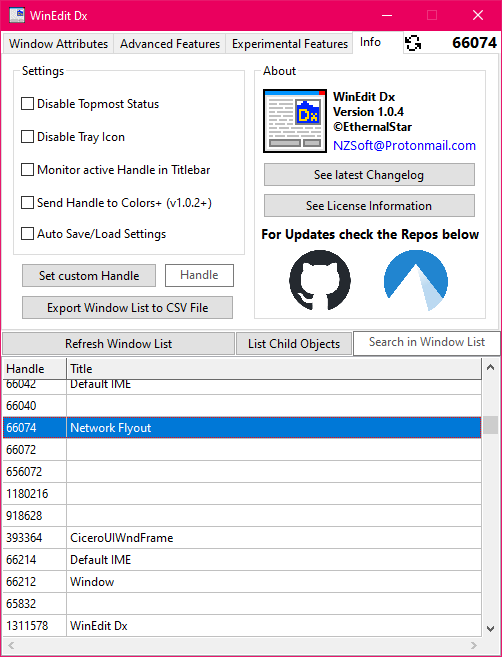 WinEdit Dx
Window Attributes Advanced Features Experimental Features Info 66074
Settings
Disable Topmost Status
Disable Tray Icon
Monitor active Handle in Titlebar
Send Handle to Colors+ (v1.0.2+)
Auto Save/Load Settings
Set custom Handle Handle
Export Window List to CSV File
About
Dx
WinEdit Dx
Version 1.0.4
©EthernalStar
NZSoft@Protonmail.com
See latest Changelog
See License Information
For Updates check the Repos below
Refresh Window List List Child Objects Search in Window List
Handle Title
66042 Default IME
66040
66074 Network Flyout
66072
656072
1180216
918628
393364 CiceroUIWndFrame
66214 Default IME
66212 Window
65832
1311578 WinEdit Dx